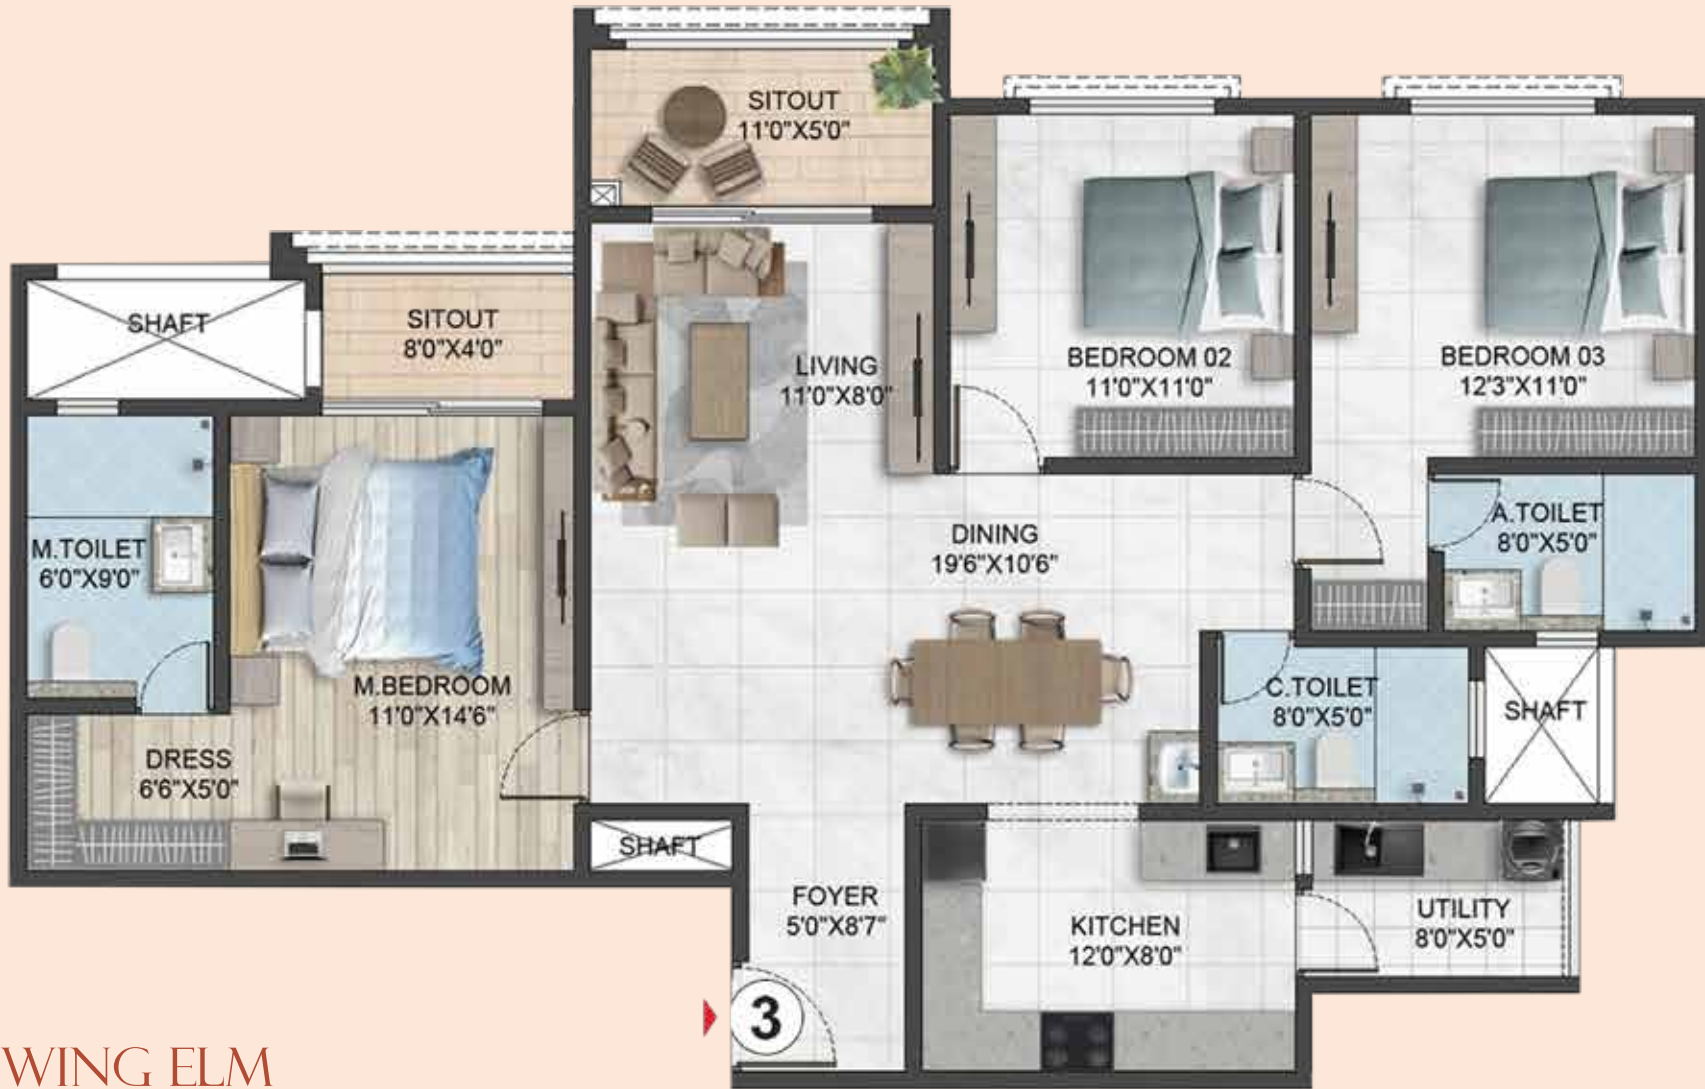 SITOUT
11'0"X5'0"
SHAFT
SITOUT
8'0"X4'0"
LIVING
11'0"X8'0"
BEDROOM 02
11'0"X11'0"
BEDROOM 03
12'3"X11'0"
M.TOILET
6'0"X9'0"
DINING
19'6"X10'6"
A.TOILET
8'0"X5'0"
M.BEDROOM
11'0"X14'6"
C.TOILET
8'0"X5'0"
SHAFT
DRESS
6'6"X5'0"
SHAFT
FOYER
5'0"X8'7"
KITCHEN
12'0"X8'0"
UTILITY
8'0"X5'0"
3
WING ELM